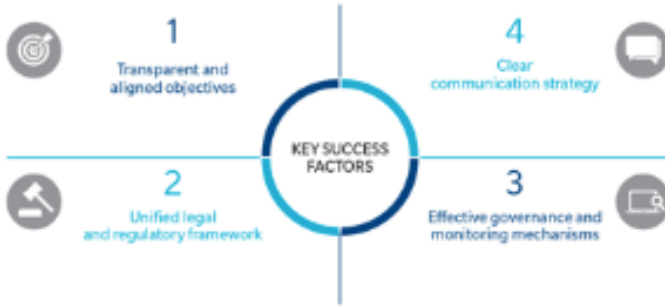 1
Transparent and
aligned objectives
4
Clear
communication strategy
KEY SUCCESS
FACTORS
2
Unified legal
and regulatory framework
3
Effective governance and
monitoring mechanisms